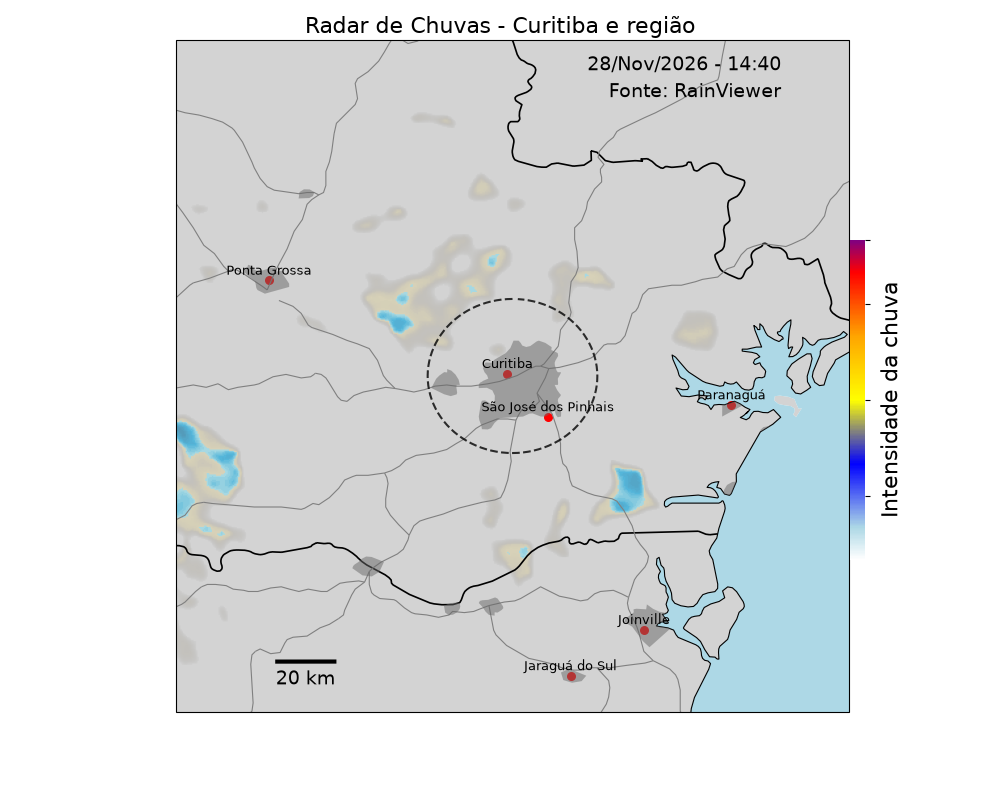 Radar de Chuvas - Curitiba e região
28/Nov/2026 - 14:40
Fonte: RainViewer
Ponta Grossa
Curitiba
Paranaguá
São José dos Pinhais
Intensidade da chuva
Joinville
Jaraguá do Sul
20 km